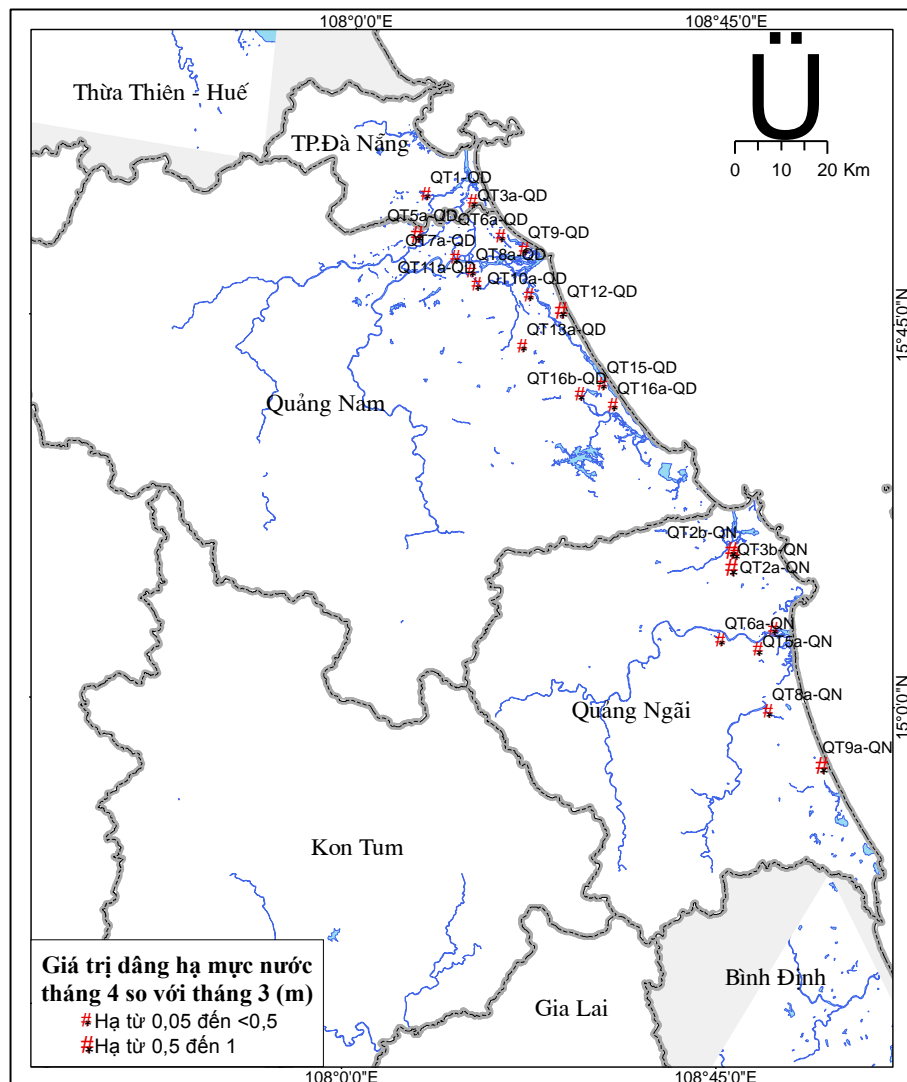 108°0'0"E
108°45'0"E
Thừa Thiên - Huế
Ü
TP.Đà Nẵng
0 10 20 Km
QT1-QD
QT3a-QD
QT5a-QD
QT6a-QD
QT9-QD
QT7a-QD
QT8a-QD
QT11a-QD
QT10a-QD
QT12-QD
15°45'0"N
QT13a-QD
QT15-QD
QT16b-QD
QT16a-QD
Quảng Nam
QT2b-QN
QT3b-QN
QT2a-QN
QT6a-QN
QT5a-QN
QT8a-QN
Quảng Ngãi
15°0'0"N
QT9a-QN
Kon Tum
Giá trị dâng hạ mực nước
tháng 4 so với tháng 3 (m)
# Hạ từ 0,05 đến <0,5
# Hạ từ 0,5 đến 1
Bình Định
Gia Lai
108°0'0"E
108°45'0"E